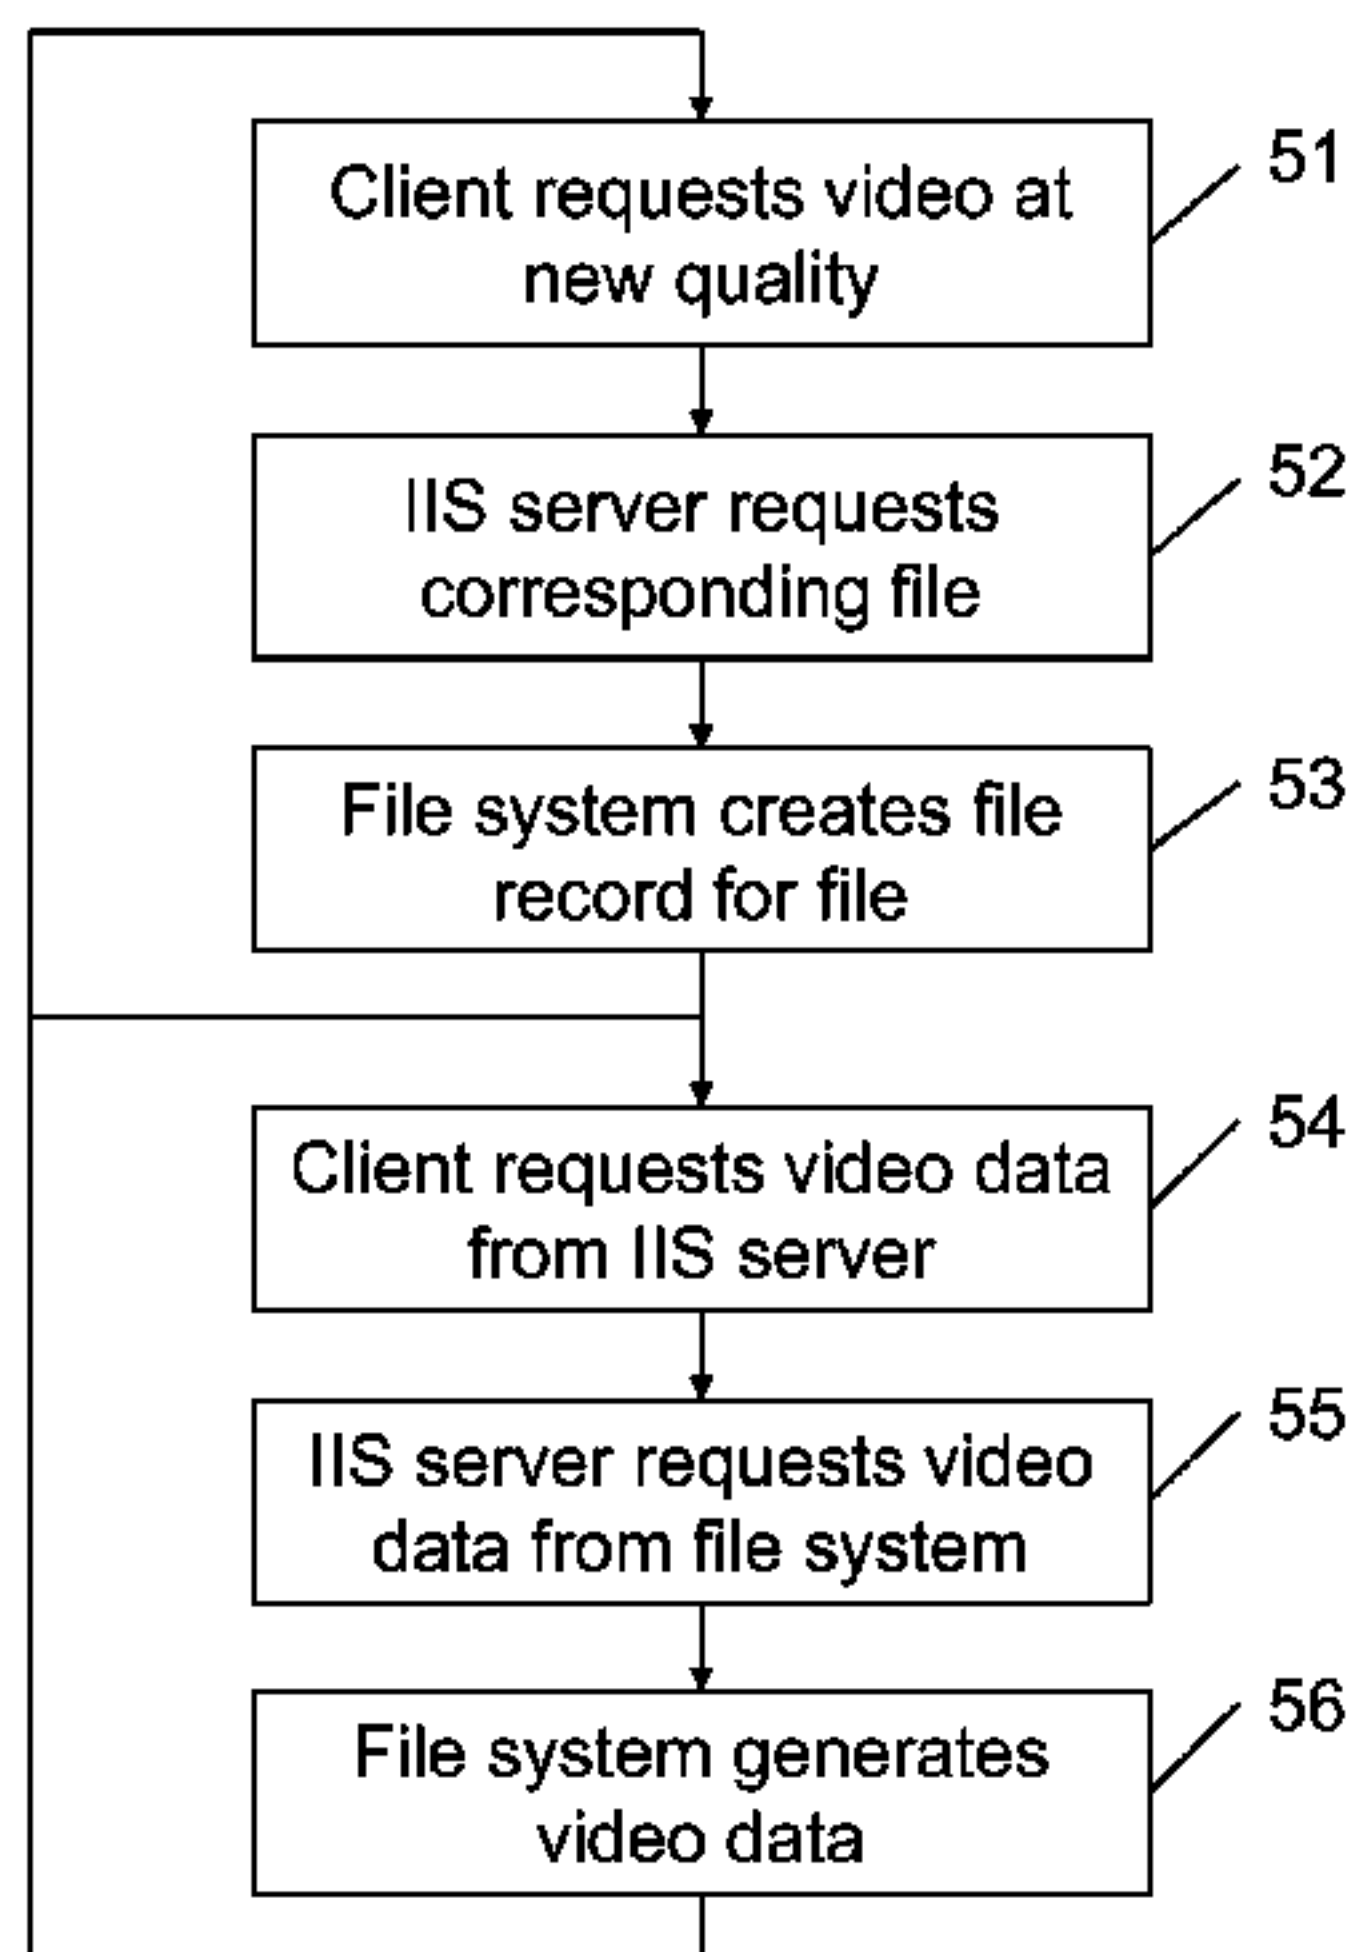 Client requests video at
new quality
51
IIS server requests
corresponding file
52
File system creates file
record for file
53
Client requests video data
from IIS server
54
IIS server requests video
data from file system
55
File system generates
video data
56